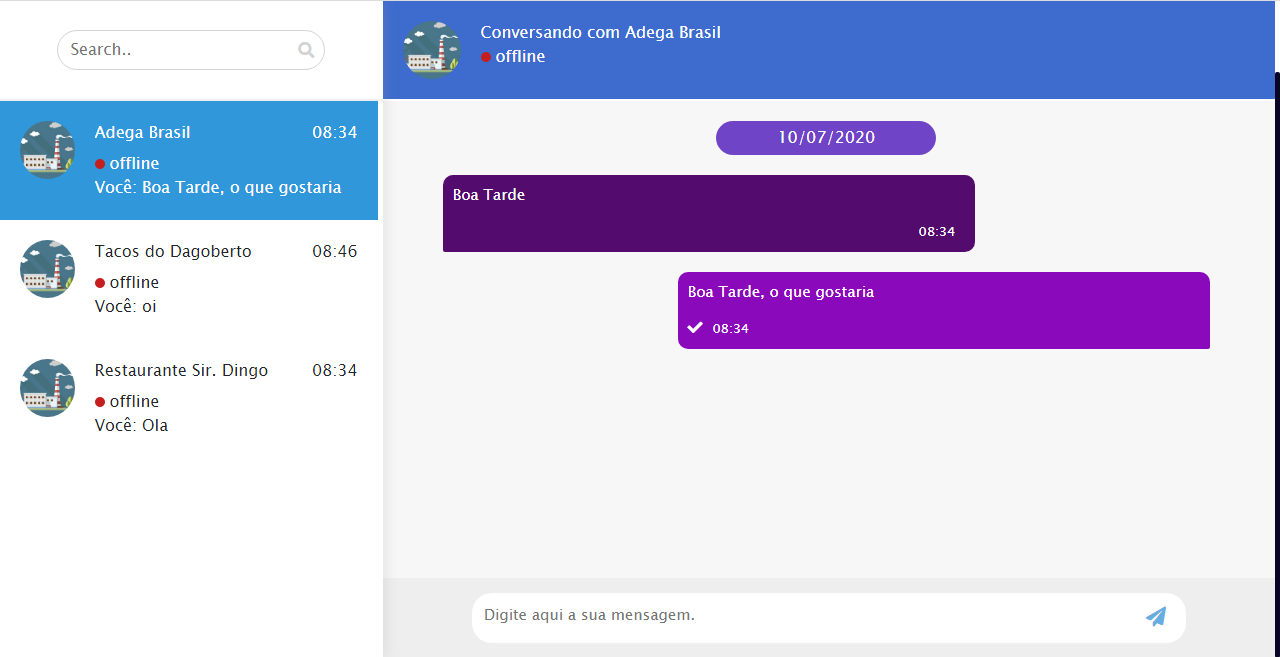 Search..
Adega Brasil 08:34
offline
Você: Boa Tarde, o que gostaria
Tacos do Dagoberto 08:46
offline
Você: oi
Restaurante Sir. Dingo 08:34
offline
Você: Ola
Conversando com Adega Brasil
offline
10/07/2020
Boa Tarde
08:34
Boa Tarde, o que gostaria
08:34
Digite aqui a sua mensagem.